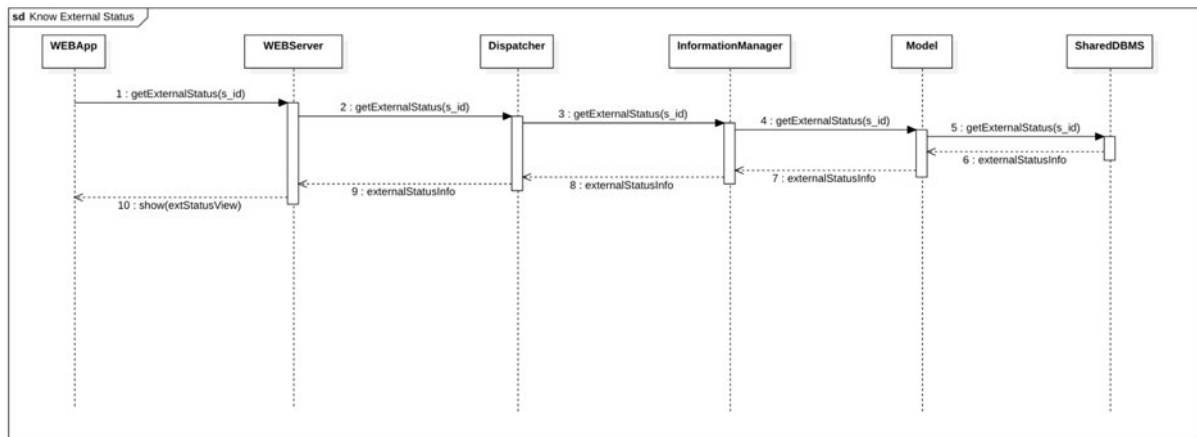 sd Know External Status
WEBApp
WEBServer
Dispatcher
InformationManager
Model
SharedDBMS
1 : getExternalStatus(s_id)
2 : getExternalStatus(s_id)
3 : getExternalStatus(s_id)
4 : getExternalStatus(s_id)
5 : getExternalStatus(s_id)
6 : externalStatusInfo
7 : externalStatusInfo
8 : externalStatusInfo
9 : externalStatusInfo
10 : show(extStatusView)